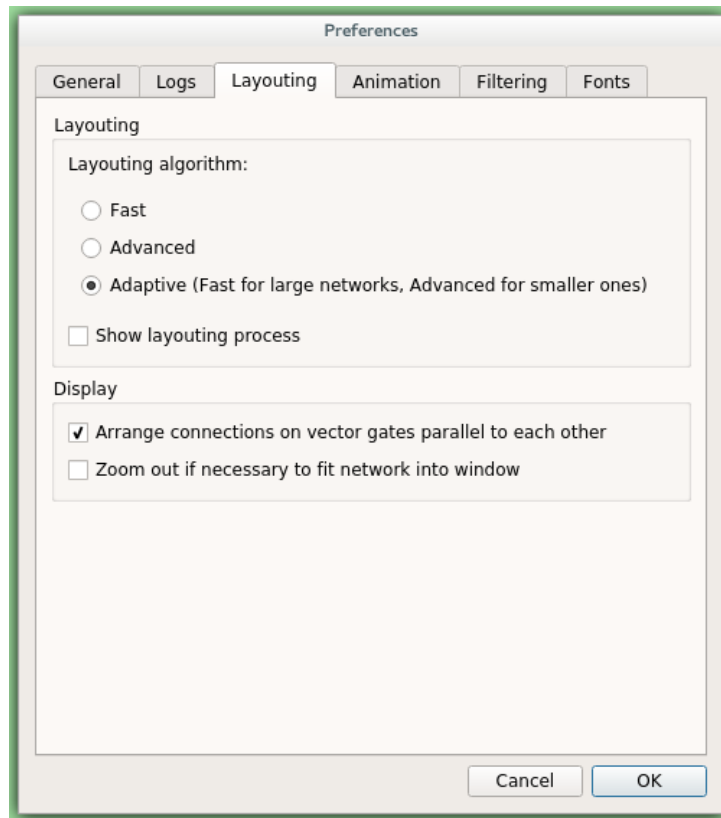 Preferences
General Logs Layouting Animation Filtering Fonts
Layouting
Layouting algorithm:
Fast
Advanced
Adaptive (Fast for large networks, Advanced for smaller ones)
Show layouting process
Display
Arrange connections on vector gates parallel to each other
Zoom out if necessary to fit network into window
Cancel OK